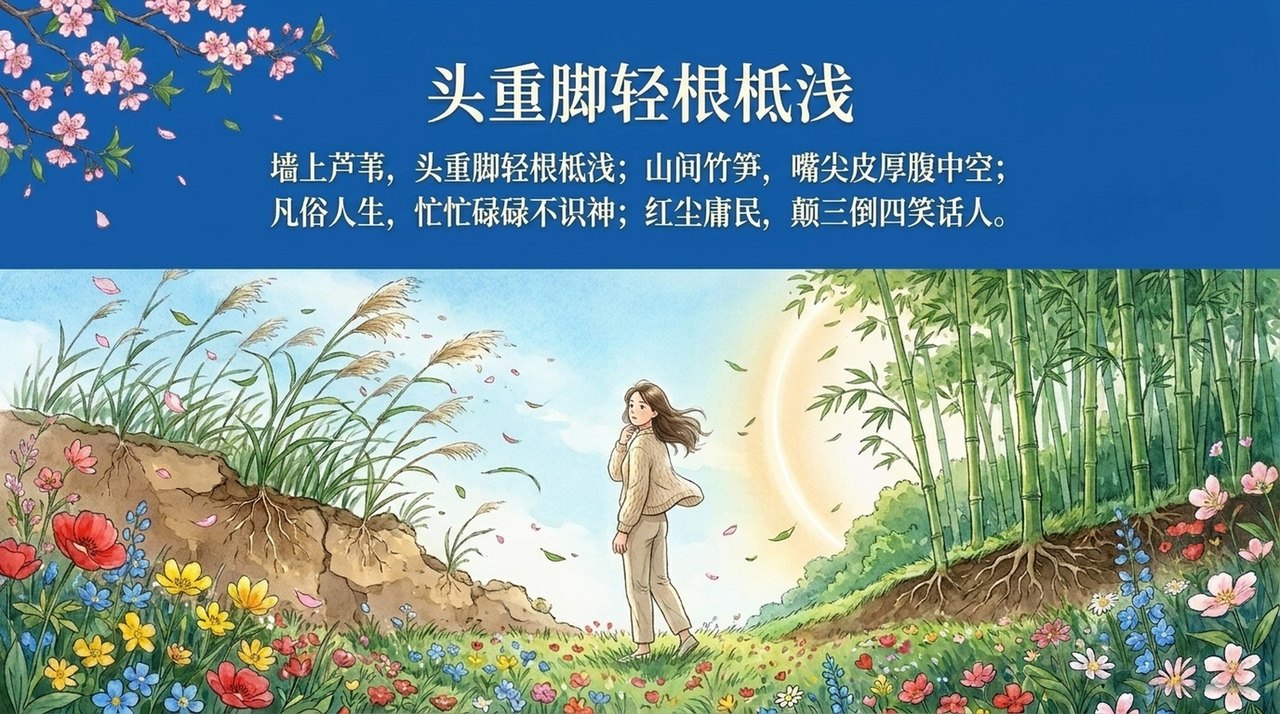 头重脚轻根柢浅
墙上芦苇，头重脚轻根柢浅；山间竹笋，嘴尖皮厚腹中空；
凡俗人生，忙忙碌碌不识神；红尘庸民，颠三倒四笑话人。